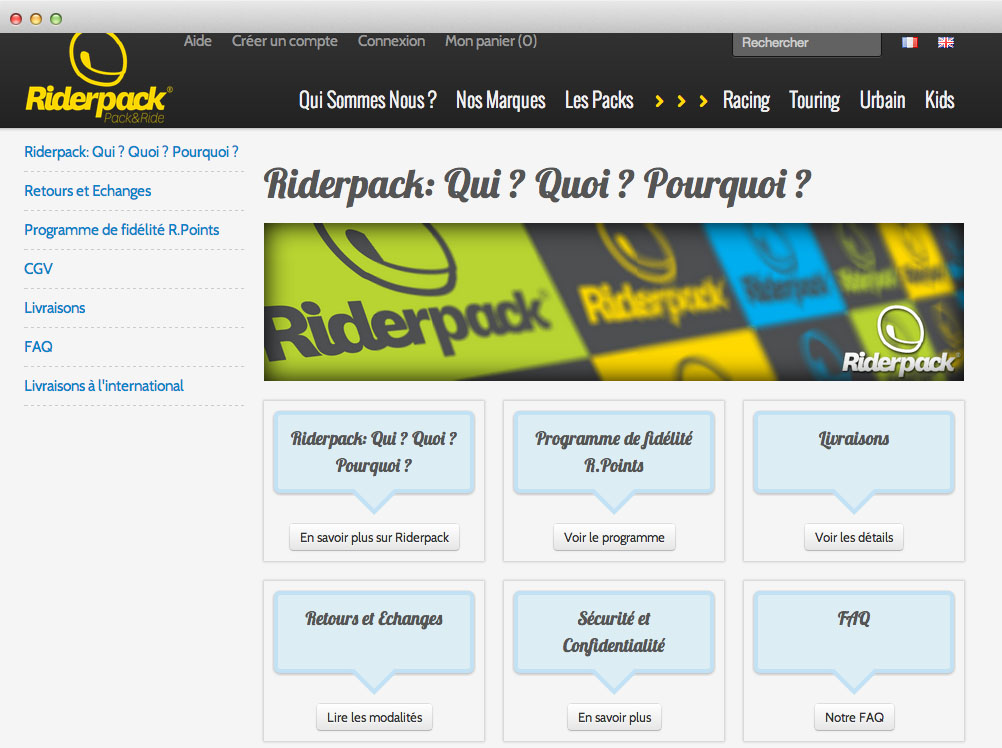 Aide Créer un compte Connexion Mon panier (0) Rechercher
Riderpack®
Pack&Ride
Qui Sommes Nous ? Nos Marques Les Packs Racing Touring Urbain Kids
Riderpack: Qui ? Quoi ? Pourquoi ?
Retours et Echanges
Programme de fidélité R.Points
CGV
Livraisons
FAQ
Livraisons à l'international
Riderpack: Qui ? Quoi ? Pourquoi ?
Riderpack® Riderpack Riderpack Riderpack Riderpack
Riderpack®
Riderpack: Qui ? Quoi ?
Pourquoi ?
En savoir plus sur Riderpack
Programme de fidélité
R.Points
Voir le programme
Livraisons
Voir les détails
Retours et Echanges
Lire les modalités
Sécurité et
Confidentialité
En savoir plus
FAQ
Notre FAQ